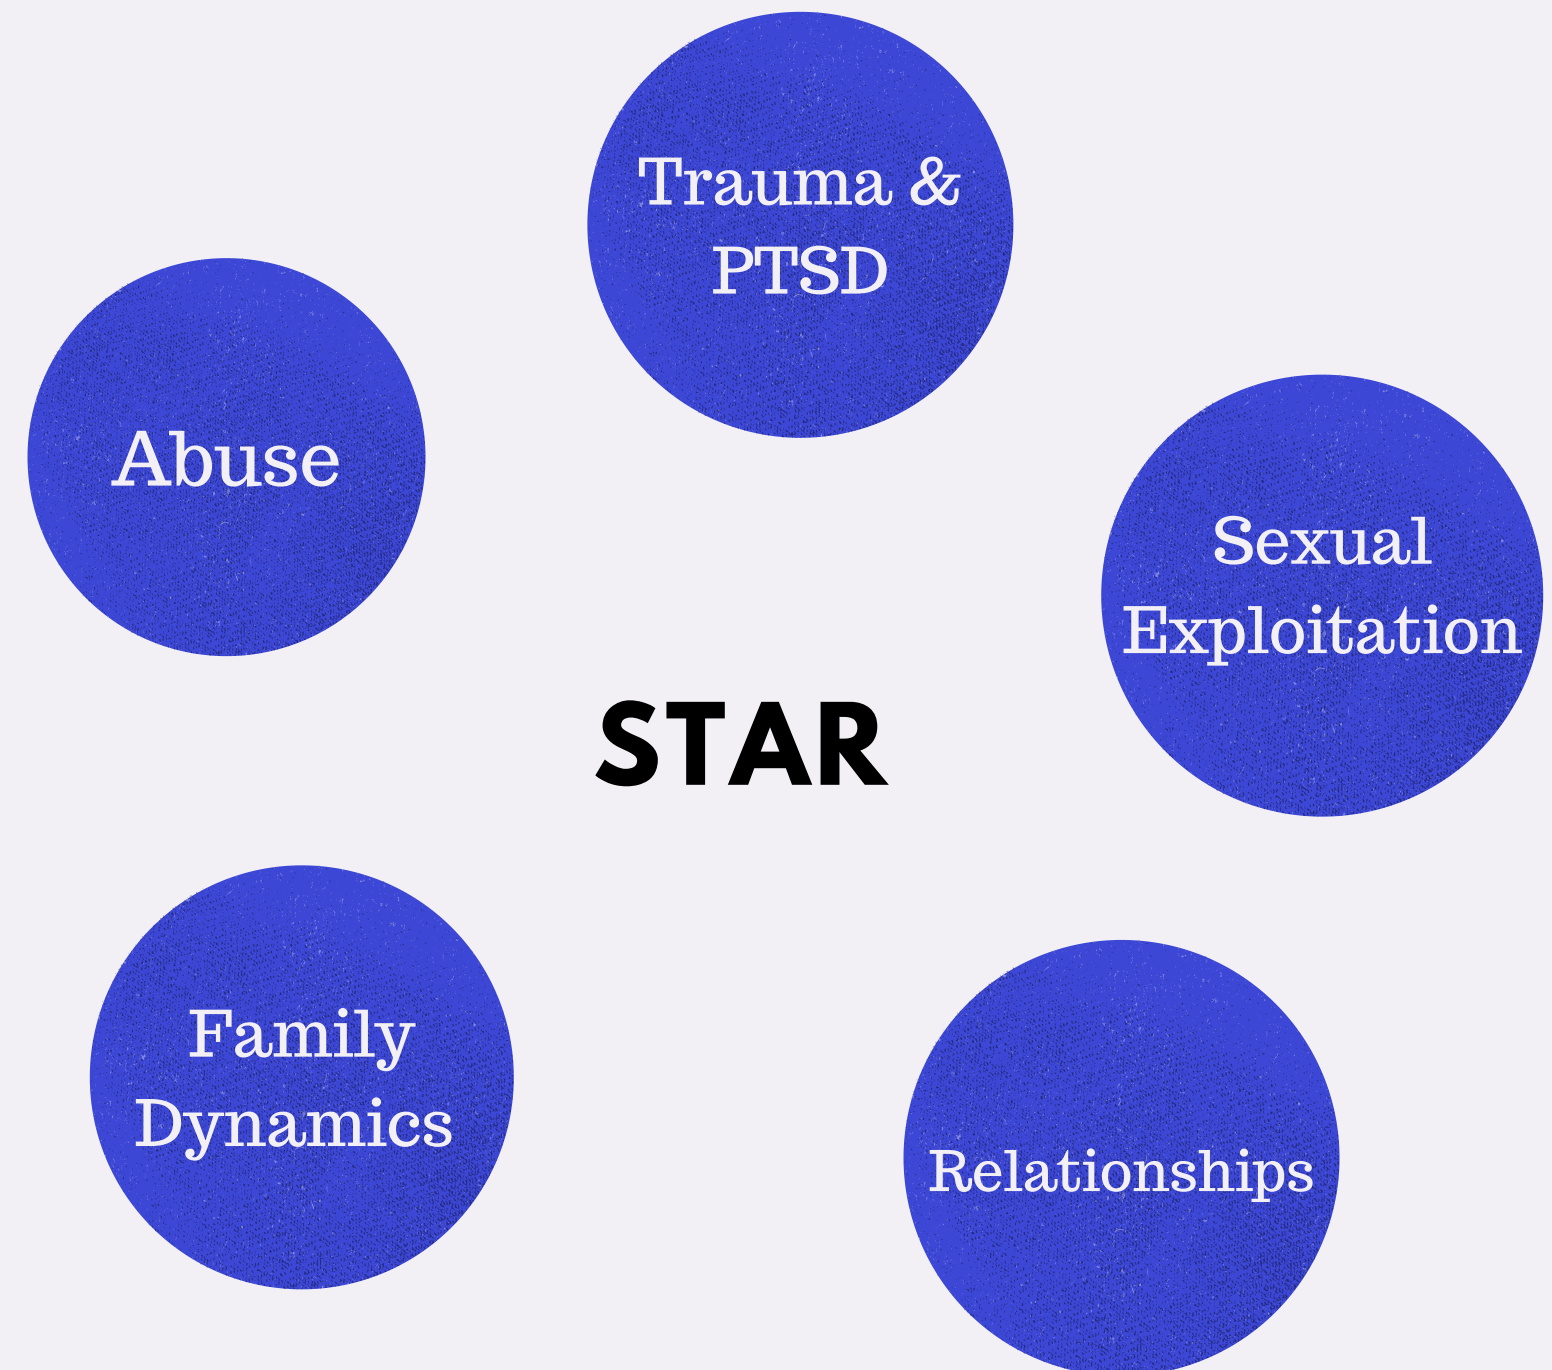 Trauma &
PTSD
Abuse
Sexual
Exploitation
STAR
Family
Dynamics
Relationships